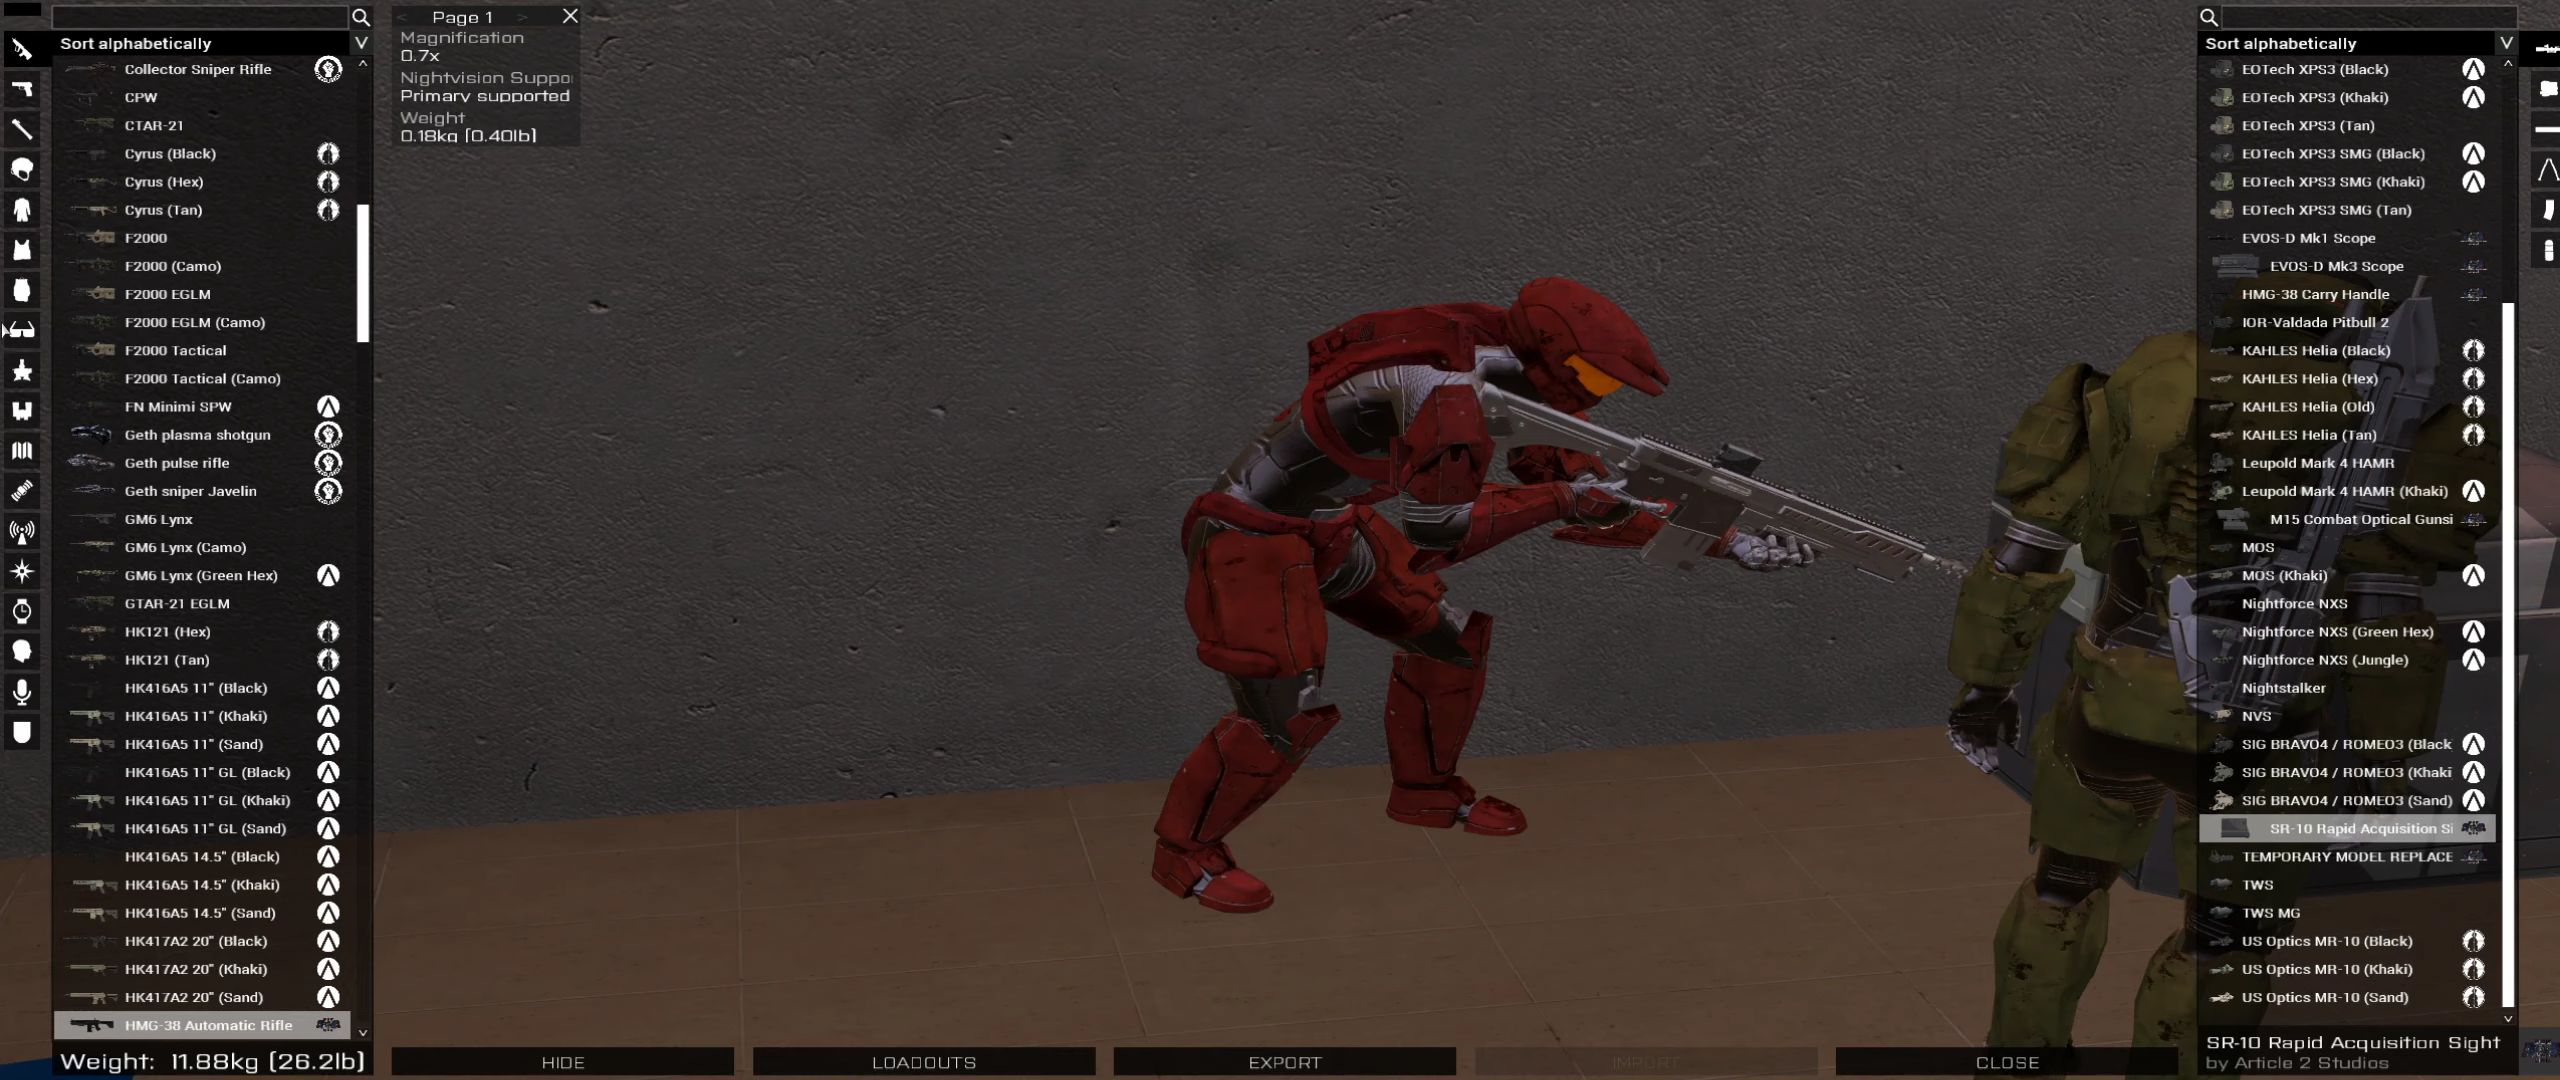 Sort alphabetically
V
Collector Sniper Rifle
CPW
CTAR-21
Cyrus (Black)
Cyrus (Hex)
Cyrus (Tan)
F2000
F2000 (Camo)
F2000 EGLM
F2000 EGLM (Camo)
F2000 Tactical
F2000 Tactical (Camo)
FN Minimi SPW
Geth plasma shotgun
Geth pulse rifle
Geth sniper Javelin
GM6 Lynx
GM6 Lynx (Camo)
GM6 Lynx (Green Hex)
GTAR-21 EGLM
HK121 (Hex)
HK121 (Tan)
HK416A5 11" (Black)
HK416A5 11" (Khaki)
HK416A5 11" (Sand)
HK416A5 11" GL (Black)
HK416A5 11" GL (Khaki)
HK416A5 11" GL (Sand)
HK416A5 14.5" (Black)
HK416A5 14.5" (Khaki)
HK416A5 14.5" (Sand)
HK417A2 20" (Black)
HK417A2 20" (Khaki)
HK417A2 20" (Sand)
HMG-38 Automatic Rifle
Weight: 11.88kg [26.2lb]
< Page 1 > X
Magnification
0.7x
Nightvision Suppo
Primary supported
Weight
0.18kg [0.40lb]
HIDE
LOADOUTS
EXPORT
IMPORT
CLOSE
Sort alphabetically
V
EOTech XPS3 (Black)
EOTech XPS3 (Khaki)
EOTech XPS3 (Tan)
EOTech XPS3 SMG (Black)
EOTech XPS3 SMG (Khaki)
EOTech XPS3 SMG (Tan)
EVOS-D Mk1 Scope
EVOS-D Mk3 Scope
HMG-38 Carry Handle
IOR-Valdada Pitbull 2
KAHLES Helia (Black)
KAHLES Helia (Hex)
KAHLES Helia (Old)
KAHLES Helia (Tan)
Leupold Mark 4 HAMR
Leupold Mark 4 HAMR (Khaki)
M15 Combat Optical Gunsi
MOS
MOS (Khaki)
Nightforce NXS
Nightforce NXS (Green Hex)
Nightforce NXS (Jungle)
Nightstalker
NVS
SIG BRAVO4 / ROMEO3 (Black
SIG BRAVO4 / ROMEO3 (Khaki
SIG BRAVO4 / ROMEO3 (Sand)
SR-10 Rapid Acquisition Si
TEMPORARY MODEL REPLACE
TWS
TWS MG
US Optics MR-10 (Black)
US Optics MR-10 (Khaki)
US Optics MR-10 (Sand)
SR-10 Rapid Acquisition Sight
by Article 2 Studios